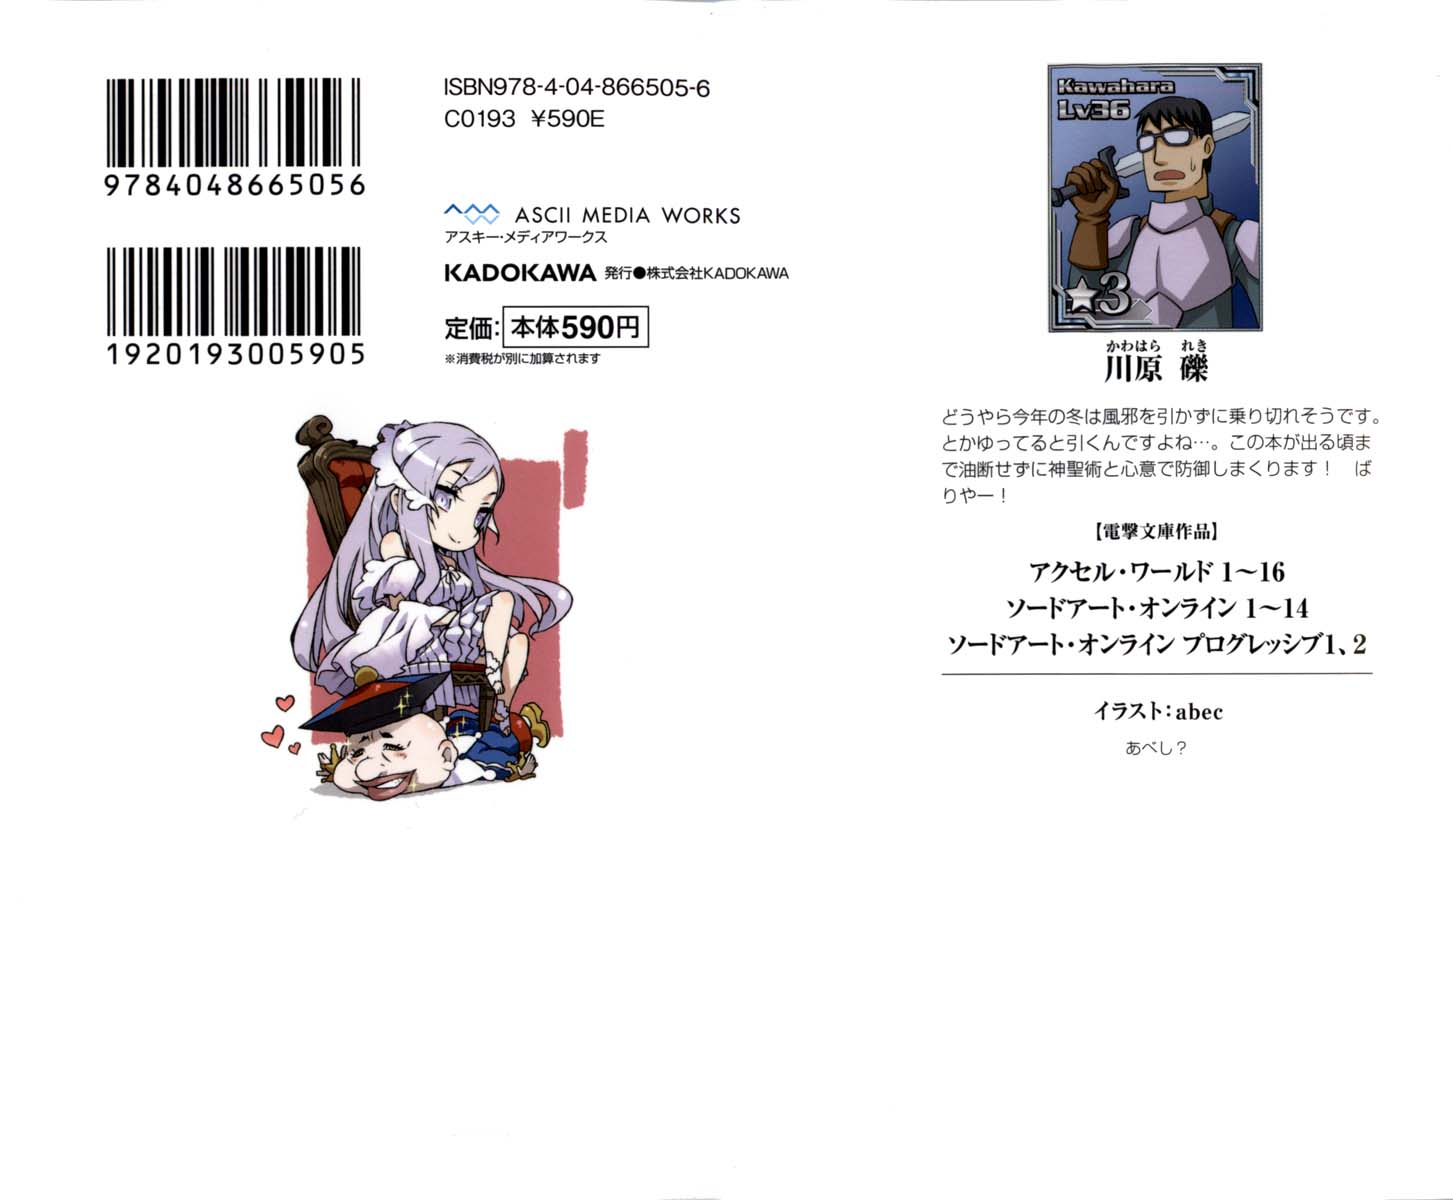 9784048665056
1920193005905
ISBN978-4-04-866505-6
C0193 ¥590E
ASCII MEDIA WORKS
アスキー・メディアワークス
KADOKAWA 発行●株式会社KADOKAWA
定価：本体590円
※消費税が別に加算されます
Kawahara
Lv36
★3
かわはら れき
川原 礫
どうやら今年の冬は風邪を引かずに乗り切れそうです。
とかゆってると引くんですよね…。この本が出る頃ま
で油断せずに神聖術と心意で防御しまくります！　ば
りやー！
【電撃文庫作品】
アクセル・ワールド 1〜16
ソードアート・オンライン 1〜14
ソードアート・オンライン プログレッシブ1、2
イラスト：abec
あべし？